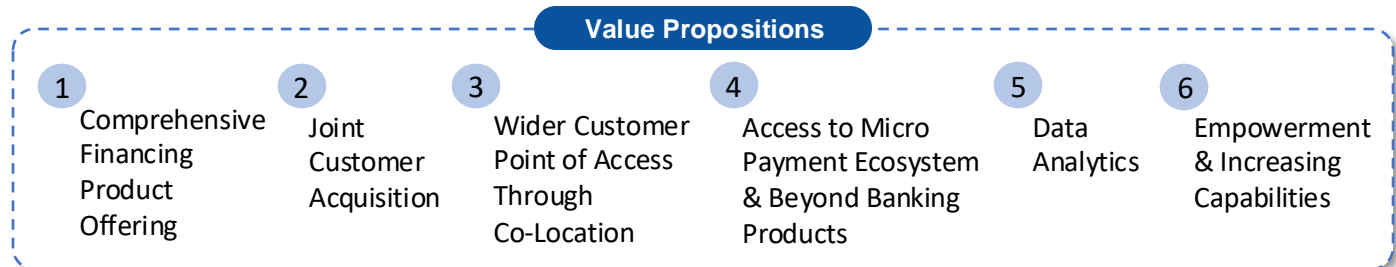 Value Propositions
1
Comprehensive
Financing
Product
Offering
2
Joint
Customer
Acquisition
3
Wider Customer
Point of Access
Through
Co-Location
4
Access to Micro
Payment Ecosystem
& Beyond Banking
Products
5
Data
Analytics
6
Empowerment
& Increasing
Capabilities